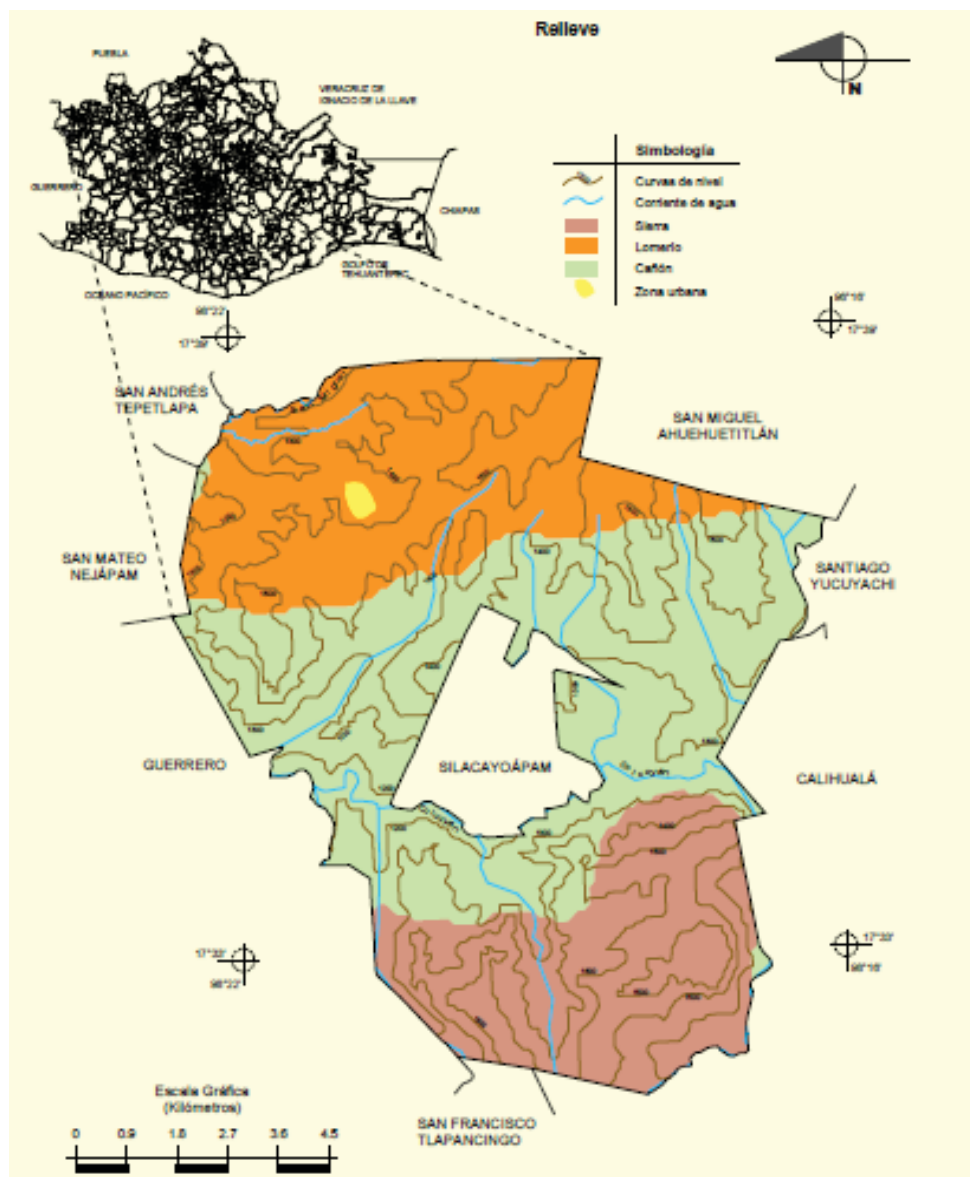 Relieve
PUEBLA
VERACRUZ DE
IGNACIO DE LA LLAVE
GUERRERO
CHIAPAS
GOLFO DE
TEHUANTEPEC
OCEANO PACÍFICO
N
Simbología
Curvas de nivel
Corriente de agua
Sierra
Lomerío
Cañón
Zona urbana
98°22'
17°39'
98°16'
17°39'
SAN ANDRÉS
TEPETLAPA
SAN MIGUEL
AHUEHUETITLÁN
SAN MATEO
NEJÁPAM
SANTIAGO
YUCUYACHI
GUERRERO
SILACAYOÁPAM
CALIHUALÁ
17°33'
98°22'
17°33'
98°16'
Escala Gráfica
(Kilómetros)
0 0.9 1.8 2.7 3.6 4.5
SAN FRANCISCO
TLAPANCINGO